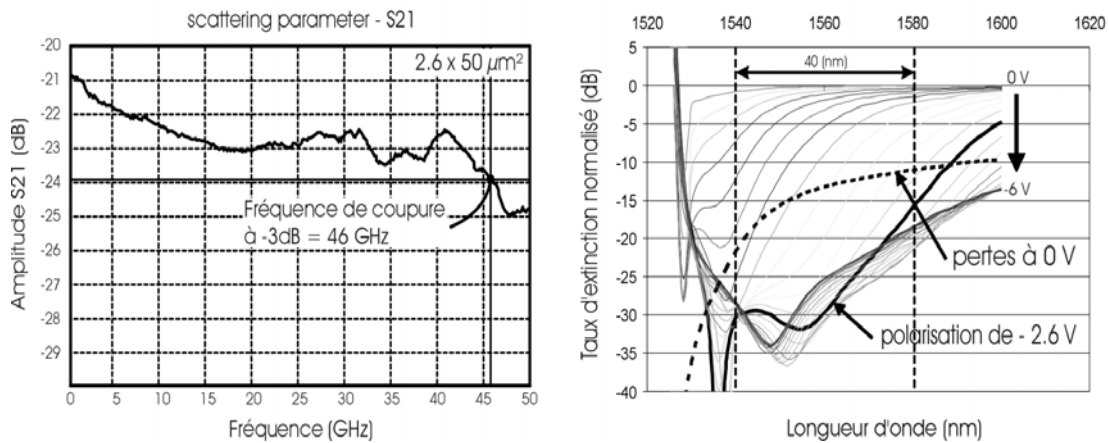 scattering parameter - S21
-20
-21
-22
-23
-24
-25
-26
-27
-28
-29
Amplitude S21 (dB)
2.6 x 50 µm²
Fréquence de coupure
à -3dB = 46 GHz
0 5 10 15 20 25 30 35 40 45 50
Fréquence (GHz)
1520 1540 1560 1580 1600 1620
5
0
-5
-10
-15
-20
-25
-30
-35
-40
Taux d'extinction normalisé (dB)
40 (nm)
0 V
-6 V
pertes à 0 V
polarisation de - 2.6 V
Longueur d'onde (nm)